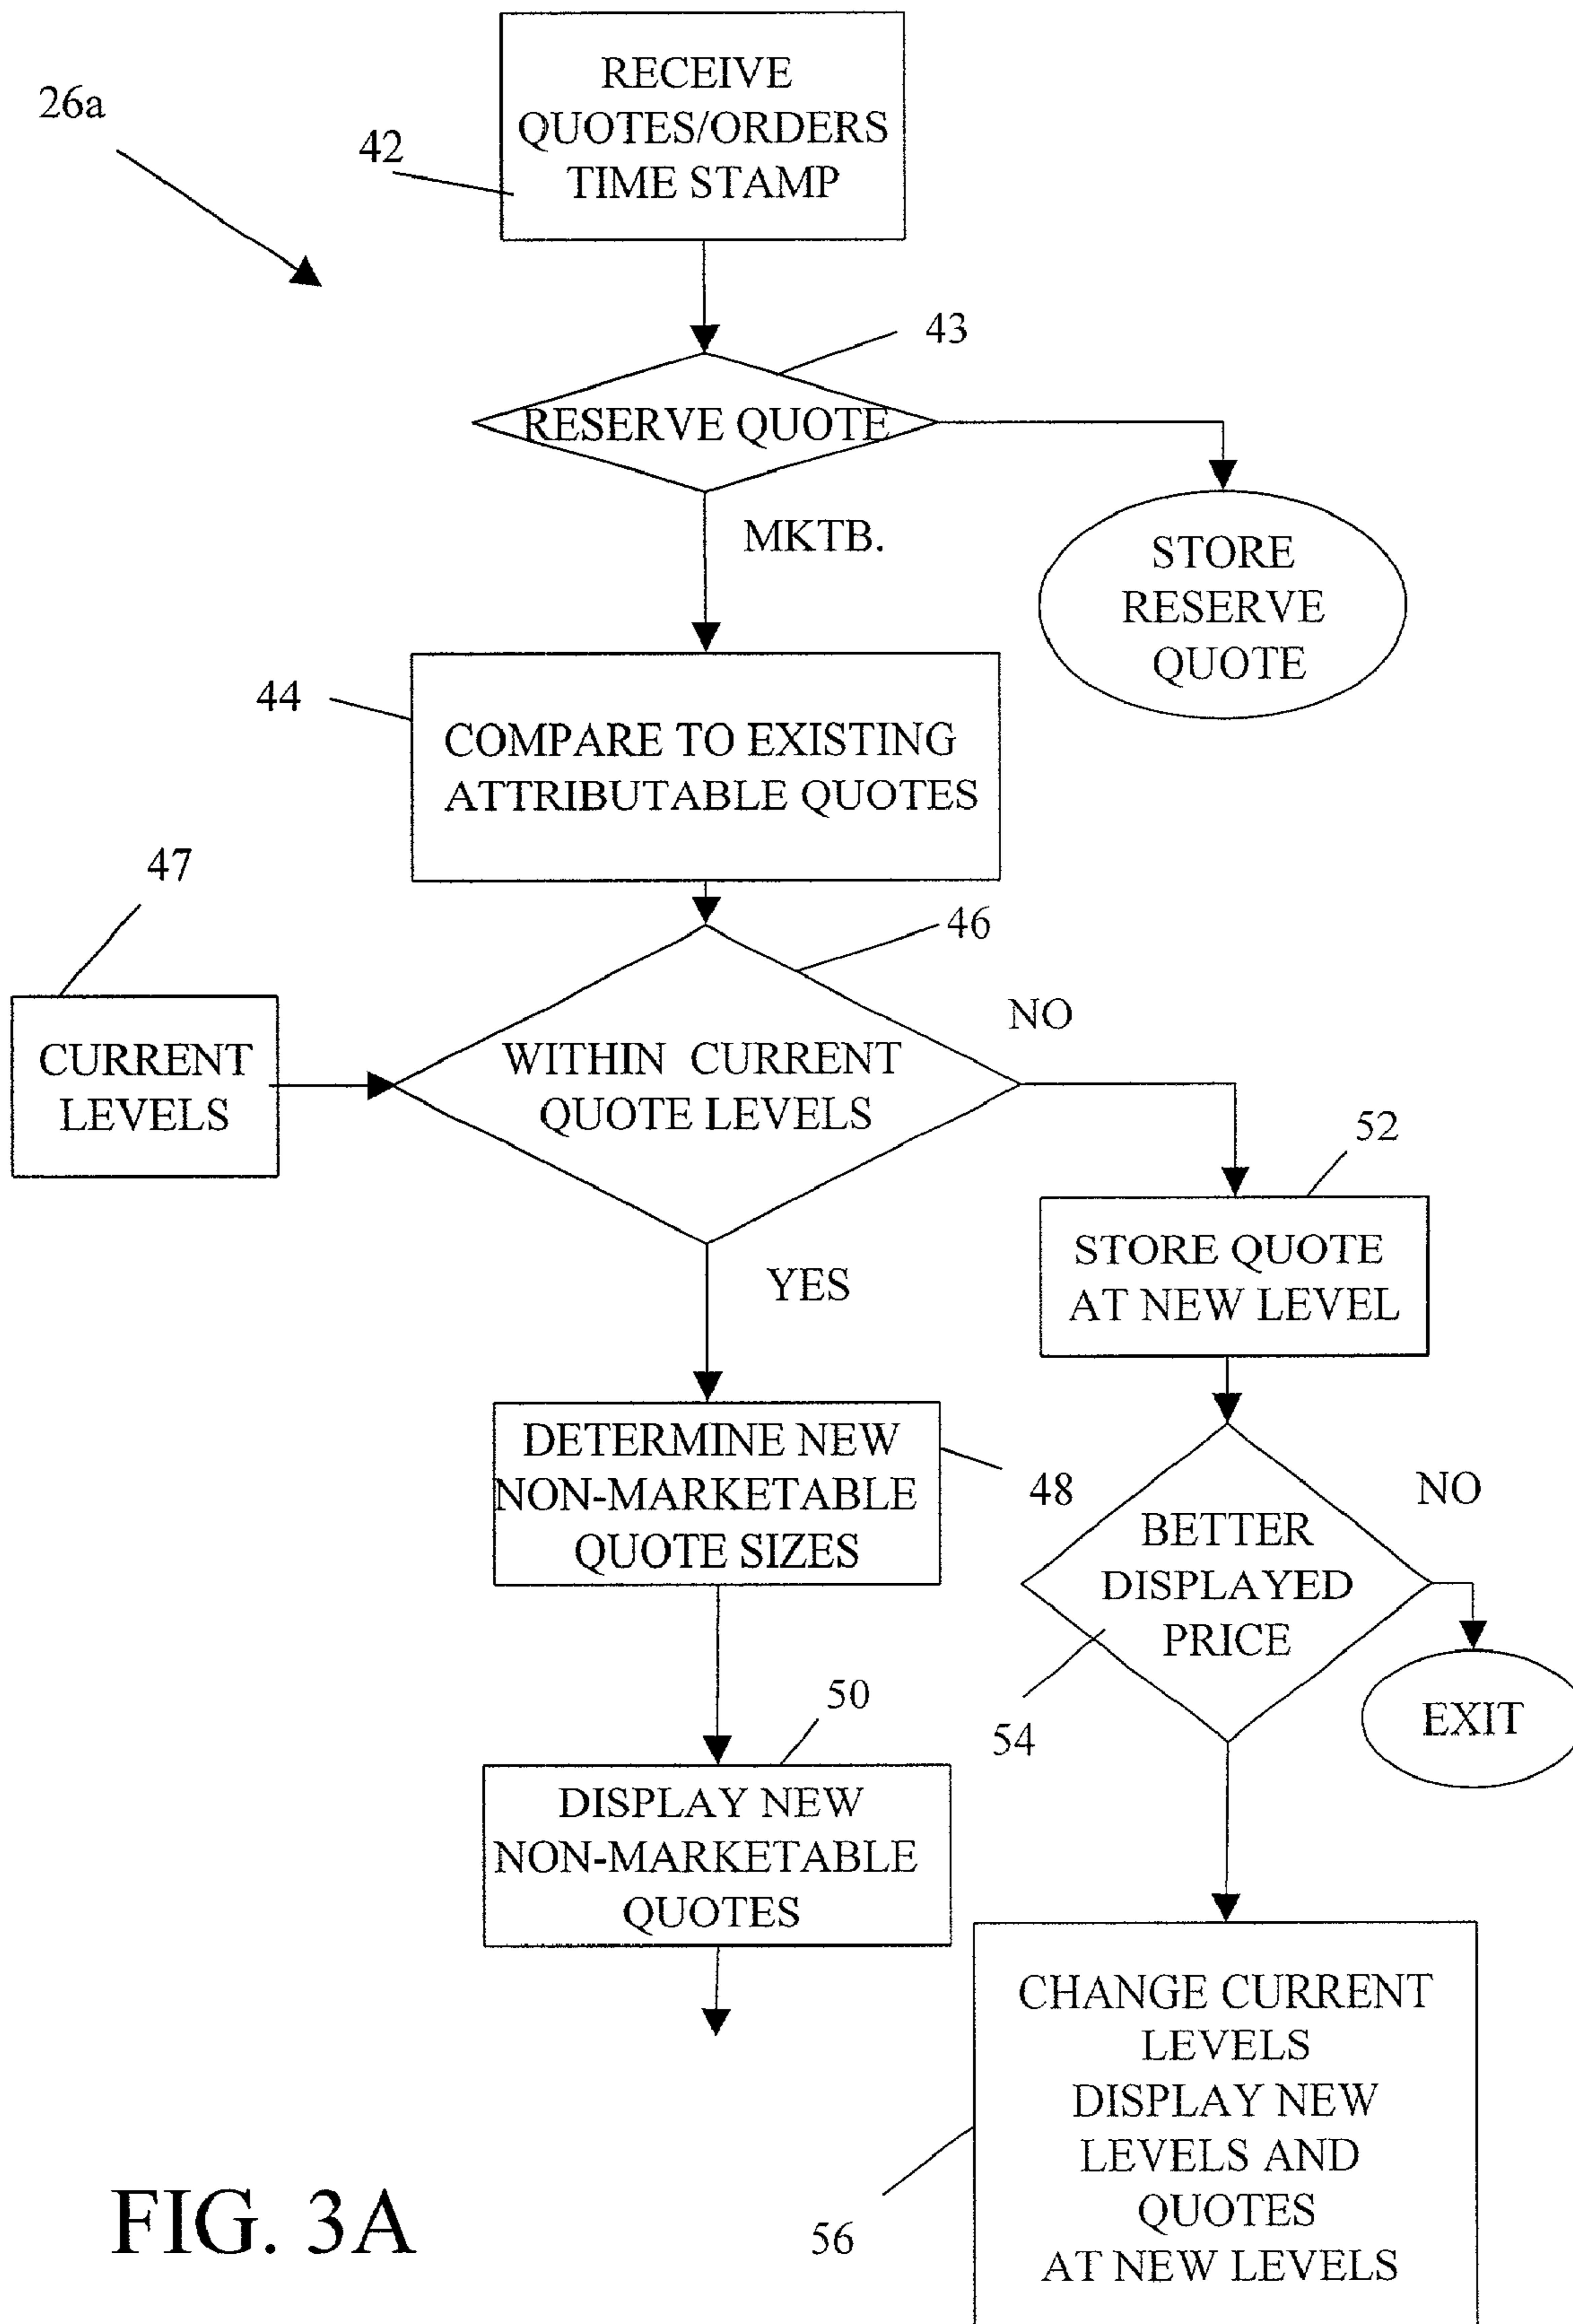 RECEIVE
QUOTES/ORDERS
TIME STAMP
26a
42
43
RESERVE QUOTE
MKTB.
STORE
RESERVE
QUOTE
44
COMPARE TO EXISTING
ATTRIBUTABLE QUOTES
47
46
CURRENT
LEVELS
WITHIN CURRENT
QUOTE LEVELS
NO
YES
52
STORE QUOTE
AT NEW LEVEL
DETERMINE NEW
NON-MARKETABLE
QUOTE SIZES
48
BETTER
DISPLAYED
PRICE
NO
54
EXIT
50
DISPLAY NEW
NON-MARKETABLE
QUOTES
CHANGE CURRENT
LEVELS
DISPLAY NEW
LEVELS AND
QUOTES
AT NEW LEVELS
56
FIG. 3A